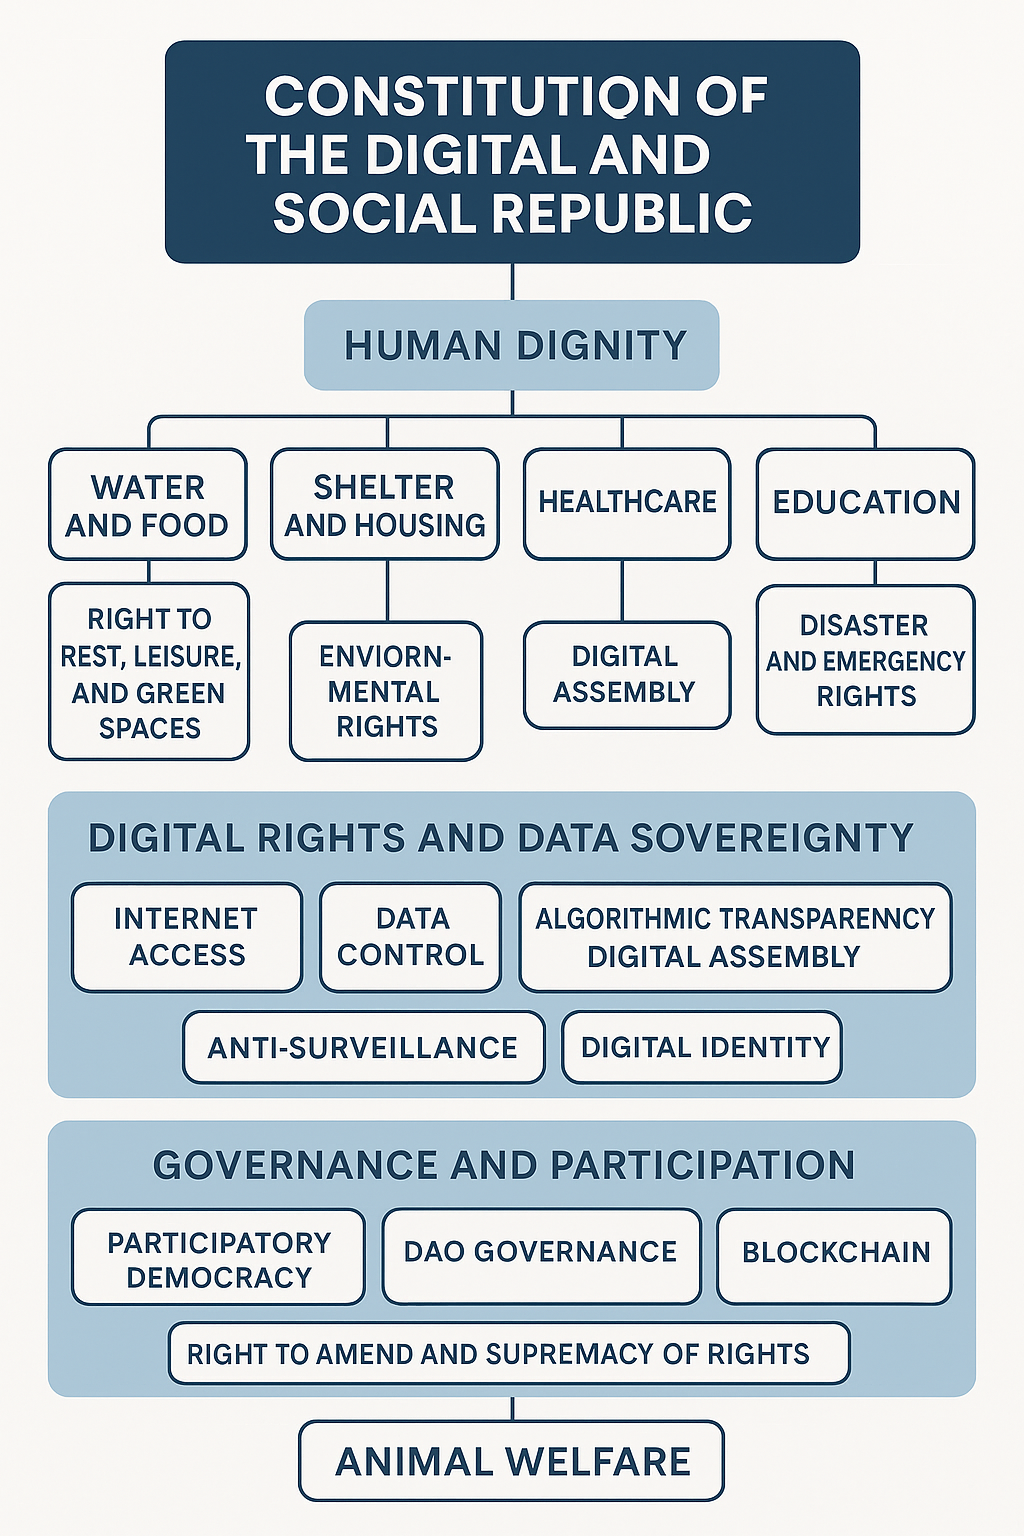 CONSTITUTION OF
THE DIGITAL AND
SOCIAL REPUBLIC
HUMAN DIGNITY
WATER
AND FOOD
SHELTER
AND HOUSING
HEALTHCARE
EDUCATION
RIGHT TO
REST, LEISURE,
AND GREEN
SPACES
ENVIORN-
MENTAL
RIGHTS
DIGITAL
ASSEMBLY
DISASTER
AND EMERGENCY
RIGHTS
DIGITAL RIGHTS AND DATA SOVEREIGNTY
INTERNET
ACCESS
DATA
CONTROL
ALGORITHMIC TRANSPARENNCY
DIGITAL ASSEMBLY
ANTI-SURVEILLANCE
DIGITAL IDENTITY
GOVERNANCE AND PARTICIPATION
PARTICIPATORY
DEMOCRACY
DAO GOVERNANCE
BLOCKCHAIN
RIGHT TO AMEND AND SUPREMACY OF RIGHTS
ANIMAL WELFARE